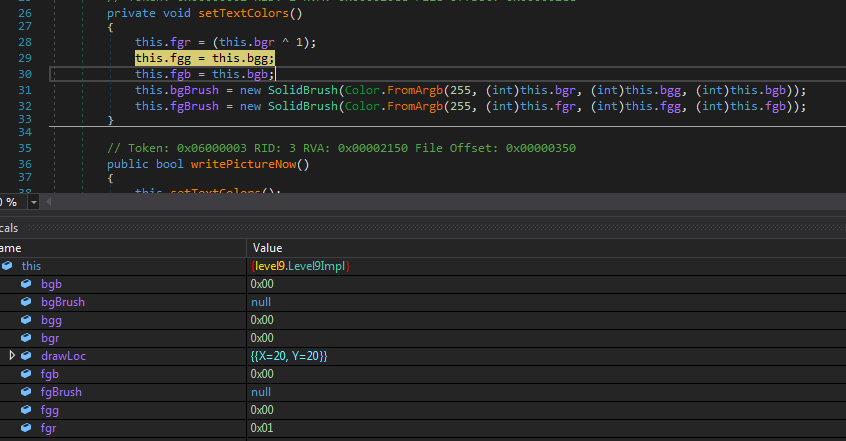 26 private void setTextColors()
27 {
28 this.fgr = (this.bgr ^ 1);
29 this.fgg = this.bgg;
30 this.fgb = this.bgb;
31 this.bgBrush = new SolidBrush(Color.FromArgb(255, (int)this.bgr, (int)this.bgg, (int)this.bgb));
32 this.fgBrush = new SolidBrush(Color.FromArgb(255, (int)this.fgr, (int)this.fgg, (int)this.fgb));
33 }
34
35 // Token: 0x06000003 RID: 3 RVA: 0x00002150 File Offset: 0x00000350
36 public bool writePictureNow()
37 {
38 this.setTextColors();
0 %
cals
ame Value
this {level9.Level9Impl}
bgb 0x00
bgBrush null
bgg 0x00
bgr 0x00
drawLoc {{X=20, Y=20}}
fgb 0x00
fgBrush null
fgg 0x00
fgr 0x01